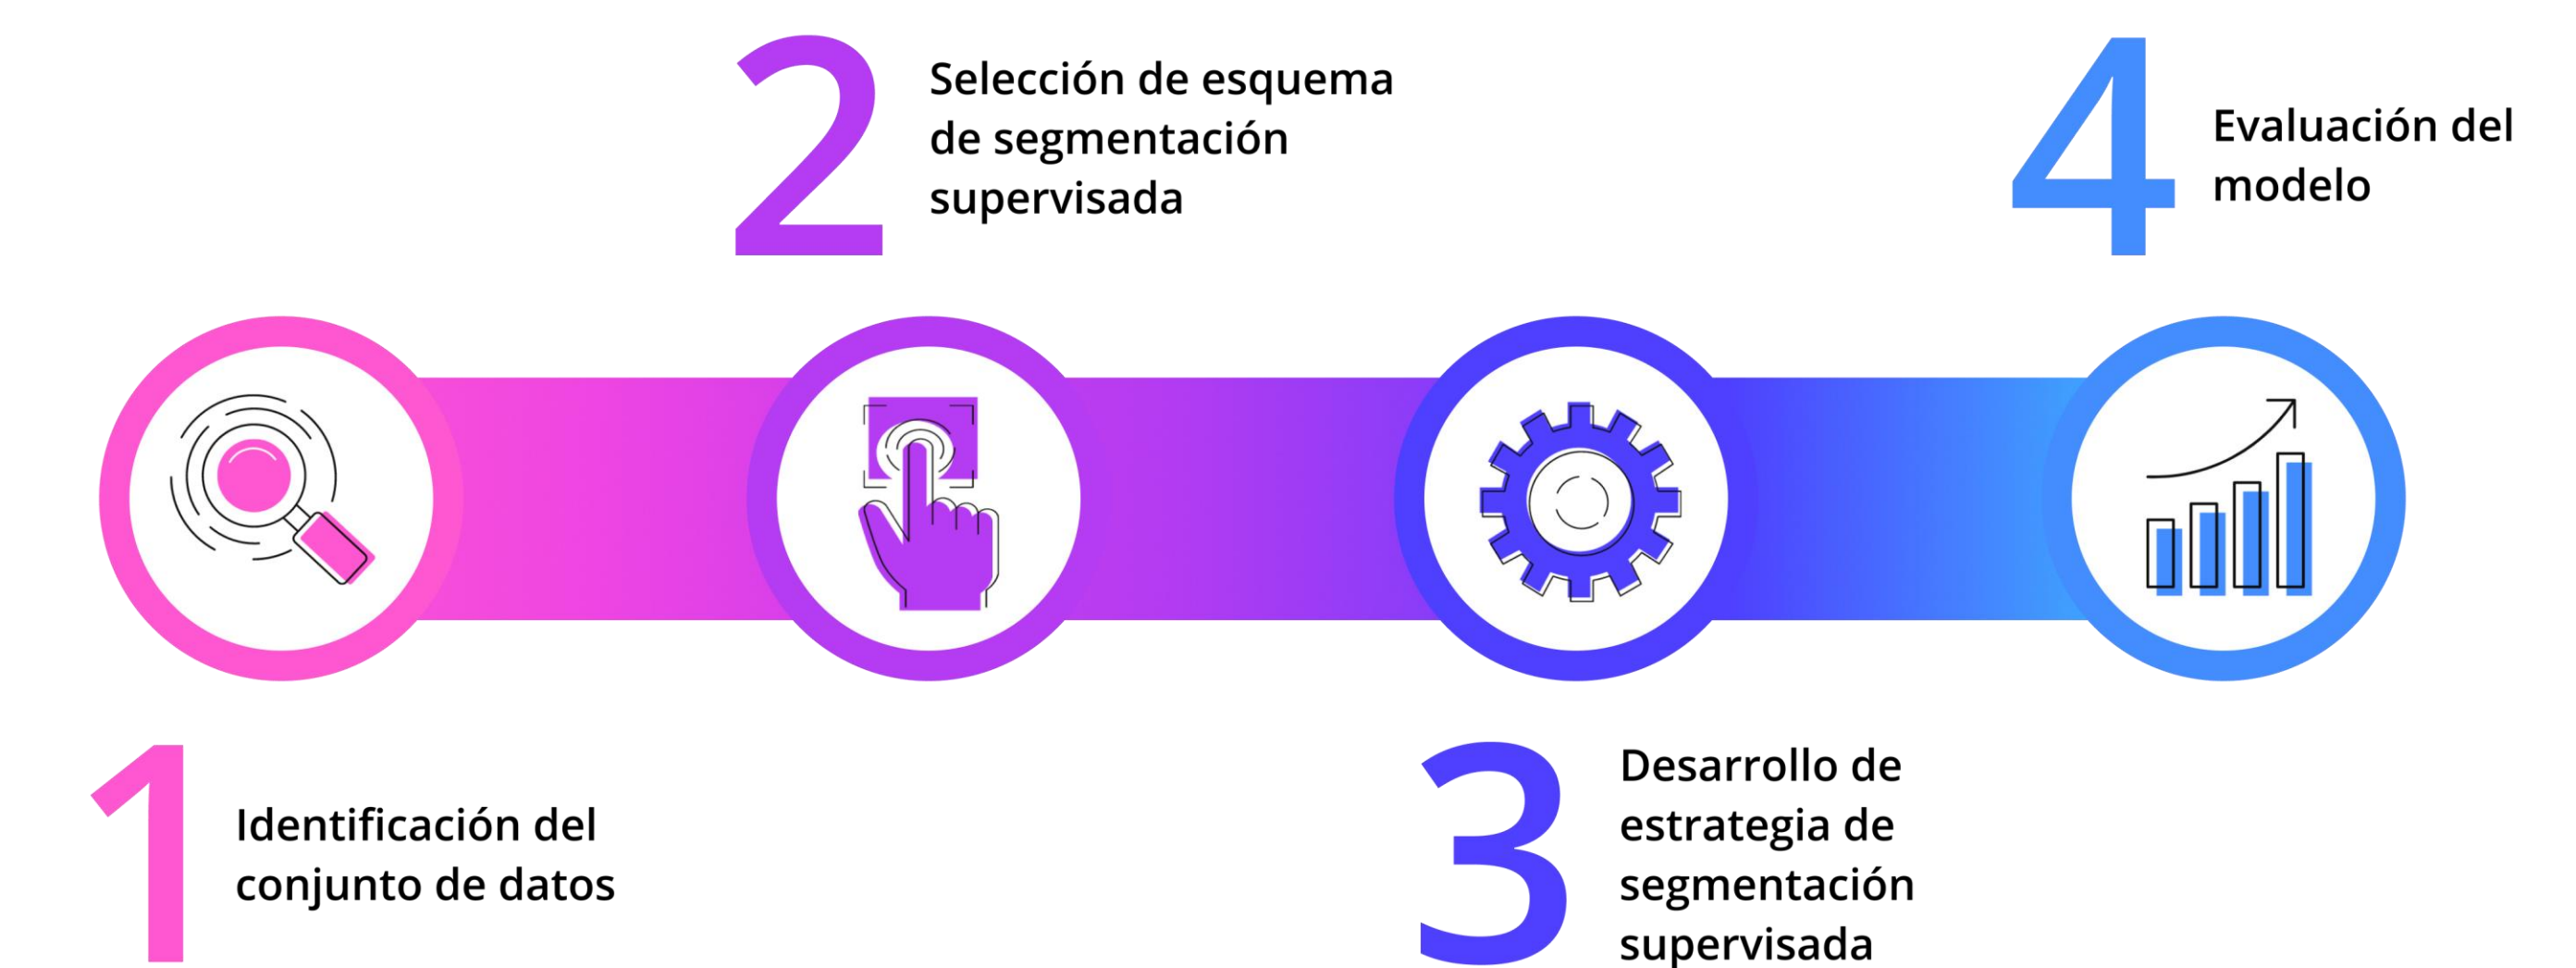 1
Identificación del
conjunto de datos
2
Selección de esquema
de segmentación
supervisada
3
Desarrollo de
estrategia de
segmentación
supervisada
4
Evaluación del
modelo